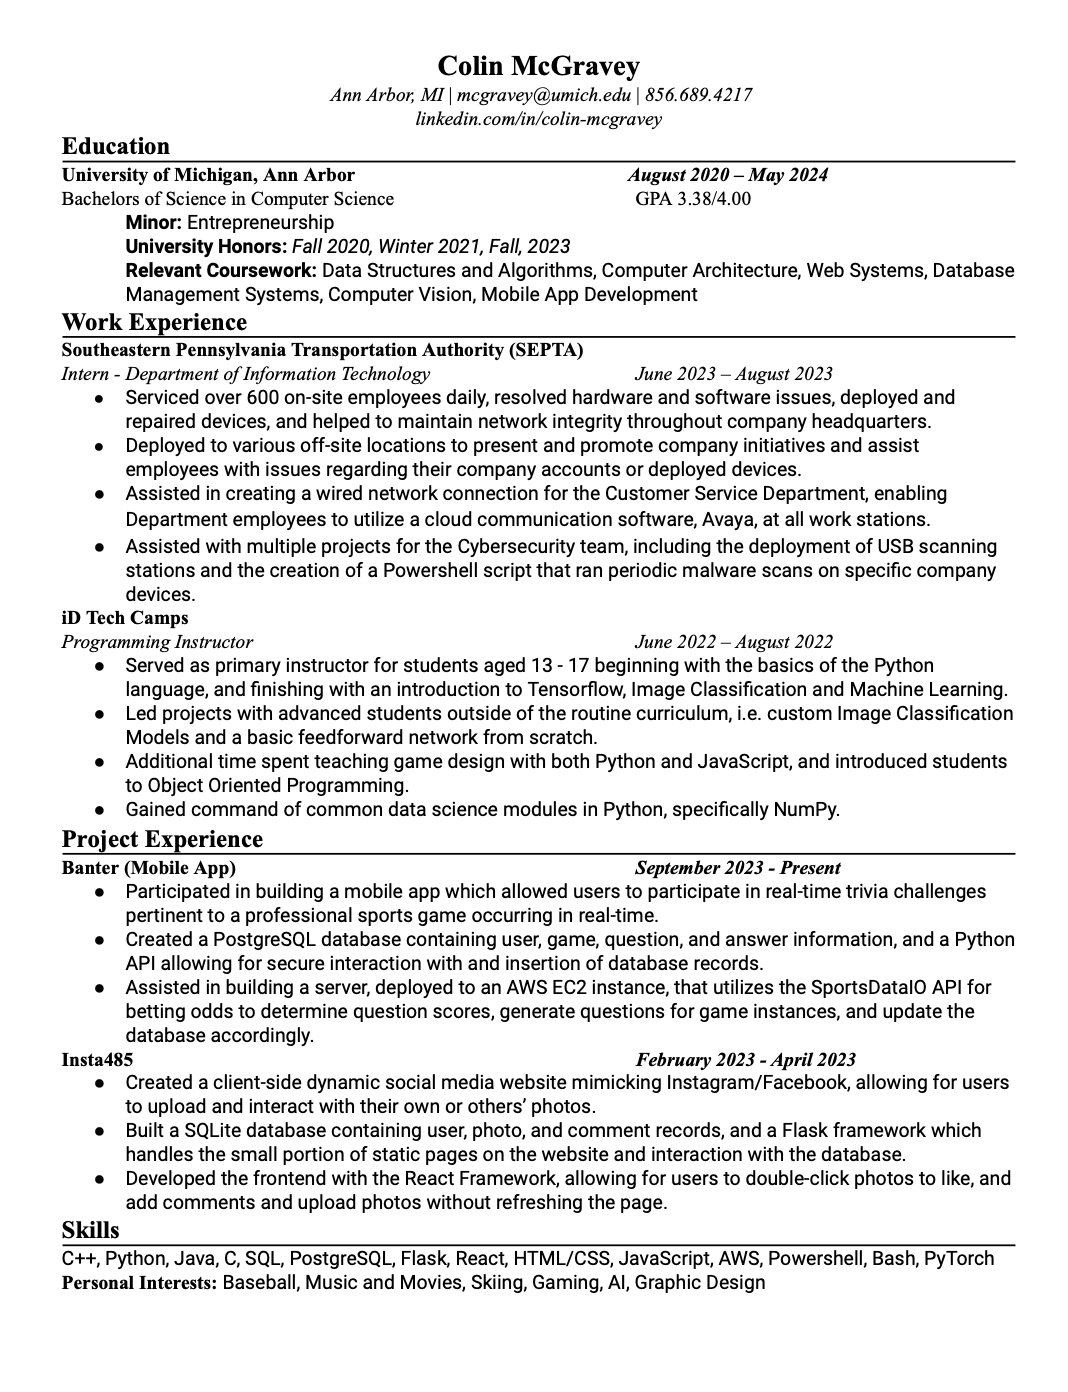 Colin McGravey
Ann Arbor, MI | mcgravey@umich.edu | 856.689.4217
linkedin.com/in/colin-mcgravey
Education
University of Michigan, Ann Arbor August 2020 – May 2024
Bachelors of Science in Computer Science GPA 3.38/4.00
Minor: Entrepreneurship
University Honors: Fall 2020, Winter 2021, Fall, 2023
Relevant Coursework: Data Structures and Algorithms, Computer Architecture, Web Systems, Database
Management Systems, Computer Vision, Mobile App Development
Work Experience
Southeastern Pennsylvania Transportation Authority (SEPTA)
Intern - Department of Information Technology June 2023 – August 2023
● Serviced over 600 on-site employees daily, resolved hardware and software issues, deployed and
repaired devices, and helped to maintain network integrity throughout company headquarters.
● Deployed to various off-site locations to present and promote company initiatives and assist
employees with issues regarding their company accounts or deployed devices.
● Assisted in creating a wired network connection for the Customer Service Department, enabling
Department employees to utilize a cloud communication software, Avaya, at all work stations.
● Assisted with multiple projects for the Cybersecurity team, including the deployment of USB scanning
stations and the creation of a Powershell script that ran periodic malware scans on specific company
devices.
iD Tech Camps
Programming Instructor June 2022 – August 2022
● Served as primary instructor for students aged 13 - 17 beginning with the basics of the Python
language, and finishing with an introduction to Tensorflow, Image Classification and Machine Learning.
● Led projects with advanced students outside of the routine curriculum, i.e. custom Image Classification
Models and a basic feedforward network from scratch.
● Additional time spent teaching game design with both Python and JavaScript, and introduced students
to Object Oriented Programming.
● Gained command of common data science modules in Python, specifically NumPy.
Project Experience
Banter (Mobile App) September 2023 - Present
● Participated in building a mobile app which allowed users to participate in real-time trivia challenges
pertinent to a professional sports game occurring in real-time.
● Created a PostgreSQL database containing user, game, question, and answer information, and a Python
API allowing for secure interaction with and insertion of database records.
● Assisted in building a server, deployed to an AWS EC2 instance, that utilizes the SportsDataIO API for
betting odds to determine question scores, generate questions for game instances, and update the
database accordingly.
Insta485 February 2023 - April 2023
● Created a client-side dynamic social media website mimicking Instagram/Facebook, allowing for users
to upload and interact with their own or others’ photos.
● Built a SQLite database containing user, photo, and comment records, and a Flask framework which
handles the small portion of static pages on the website and interaction with the database.
● Developed the frontend with the React Framework, allowing for users to double-click photos to like, and
add comments and upload photos without refreshing the page.
Skills
C++, Python, Java, C, SQL, PostgreSQL, Flask, React, HTML/CSS, JavaScript, AWS, Powershell, Bash, PyTorch
Personal Interests: Baseball, Music and Movies, Skiing, Gaming, AI, Graphic Design